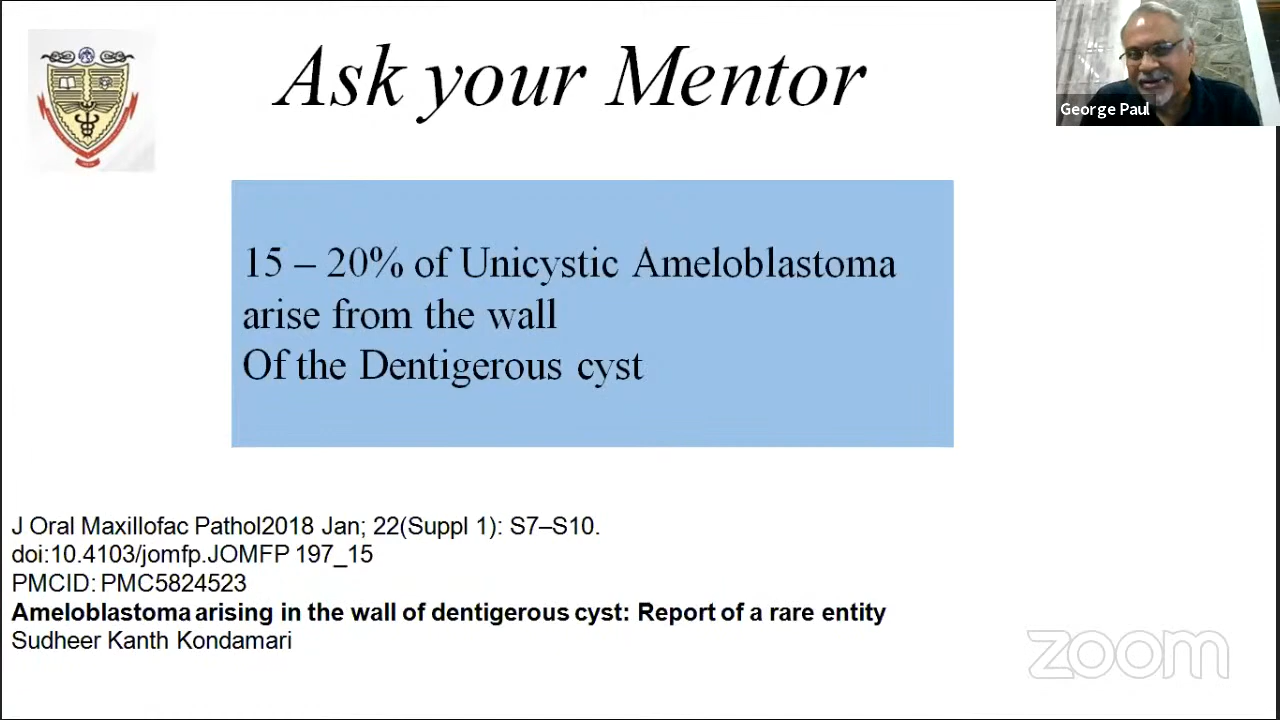 Ask your Mentor
George Paul
15 – 20% of Unicystic Ameloblastoma
arise from the wall
Of the Dentigerous cyst
J Oral Maxillofac Pathol2018 Jan; 22(Suppl 1): S7–S10.
doi:10.4103/jomfp.JOMFP 197_15
PMCID: PMC5824523
Ameloblastoma arising in the wall of dentigerous cyst: Report of a rare entity
Sudheer Kanth Kondamari
zoom